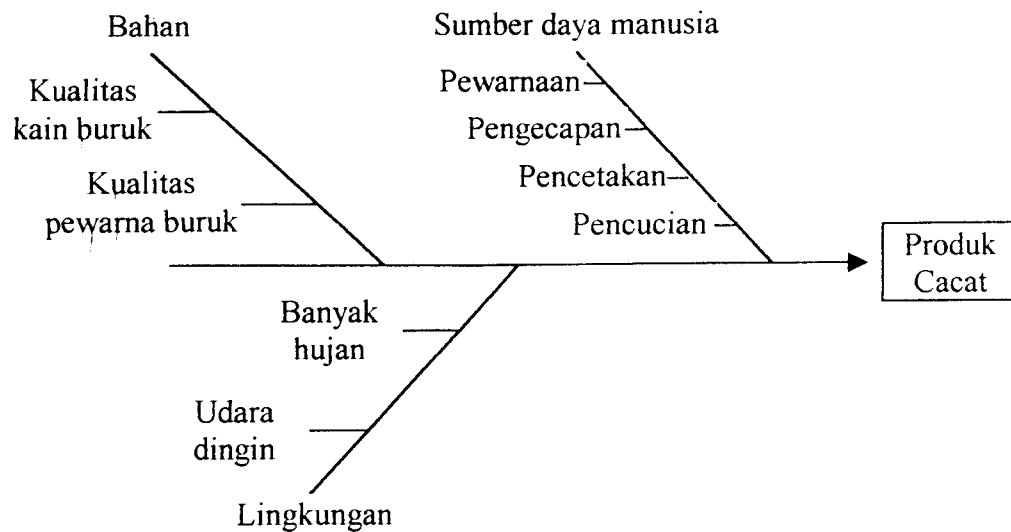 Bahan
Kualitas
kain buruk
Kualitas
pewarna buruk
Sumber daya manusia
Pewarnaan
Pengecapan
Pencetakan
Pencucian
Produk
Cacat
Banyak
hujan
Udara
dingin
Lingkungan